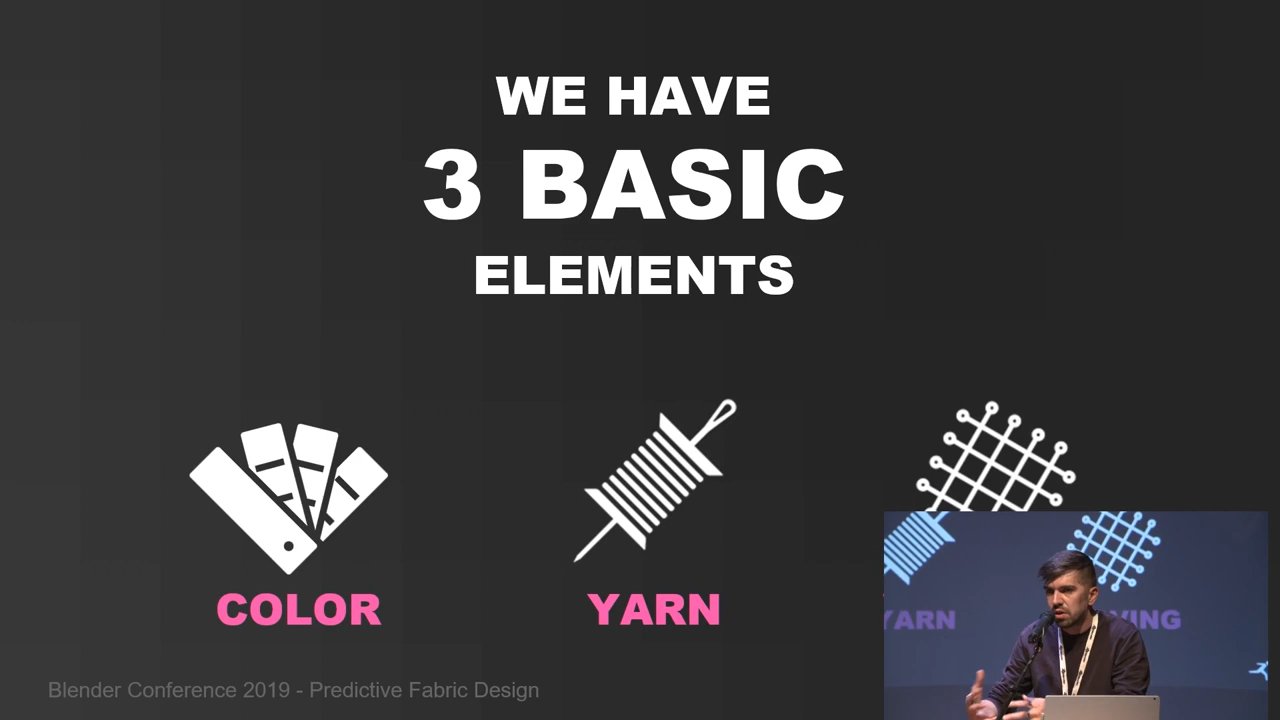 WE HAVE
3 BASIC
ELEMENTS
COLOR
YARN
YARN
Blender Conference 2019 - Predictive Fabric Design